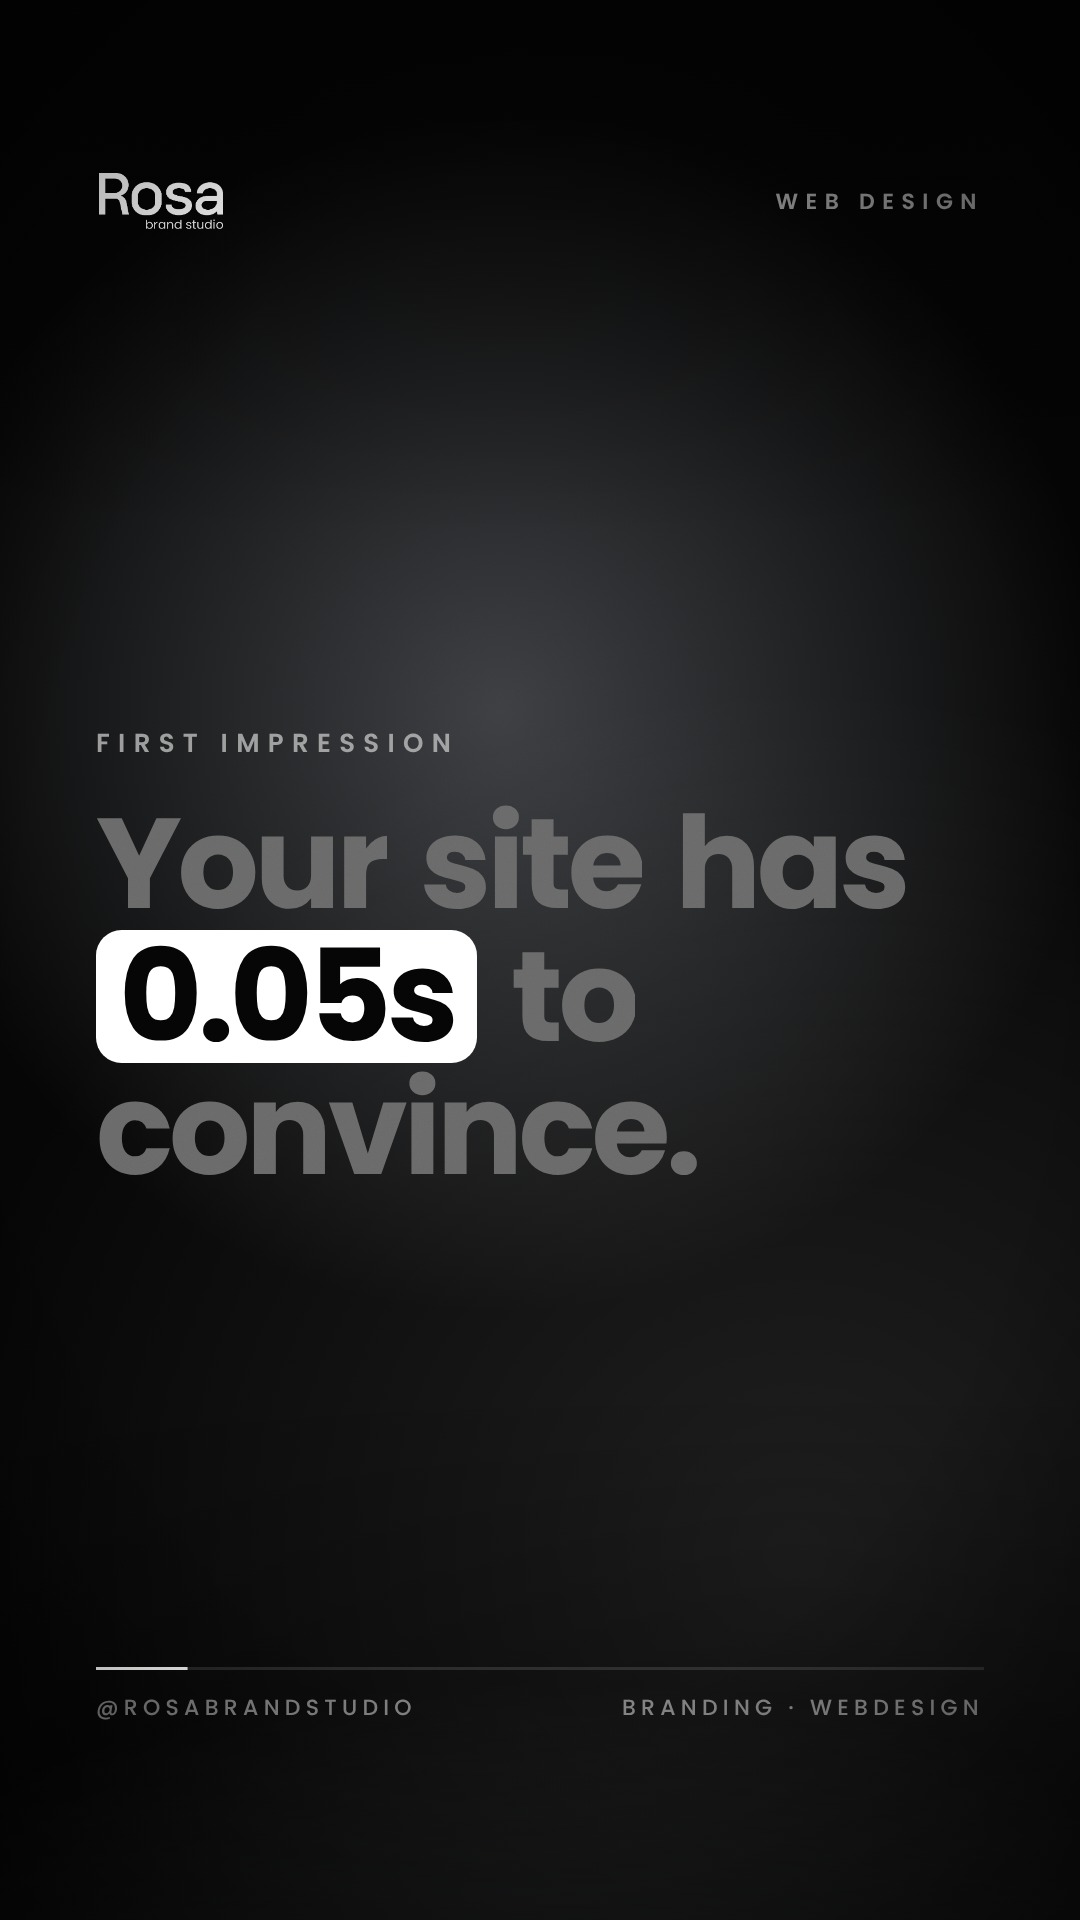 Rosa
brand studio
WEB DESIGN
FIRST IMPRESSION
Your site has
0.05s to
convince.
@ROSABRANDSTUDIO
BRANDING · WEBDESIGN